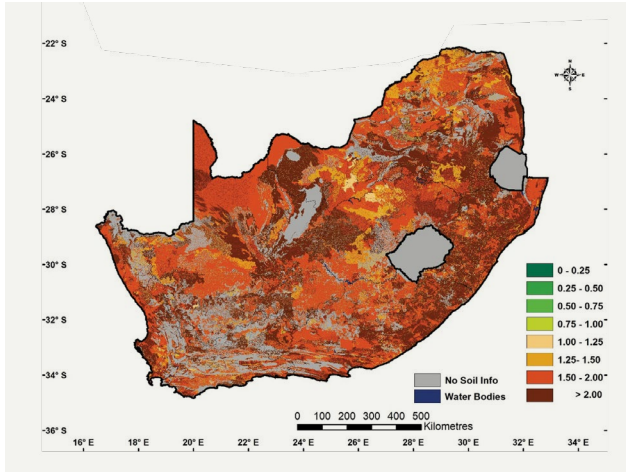 22° S
24° S
26° S
28° S
30° S
32° S
34° S
36° S
N
W E
S
0 - 0.25
0.25 - 0.50
0.50 - 0.75
0.75 - 1.00
1.00 - 1.25
1.25- 1.50
1.50 - 2.00
> 2.00
No Soil Info
Water Bodies
0 100 200 300 400 500
Kilometres
16° E 18° E 20° E 22° E 24° E 26° E 28° E 30° E 32° E 34° E